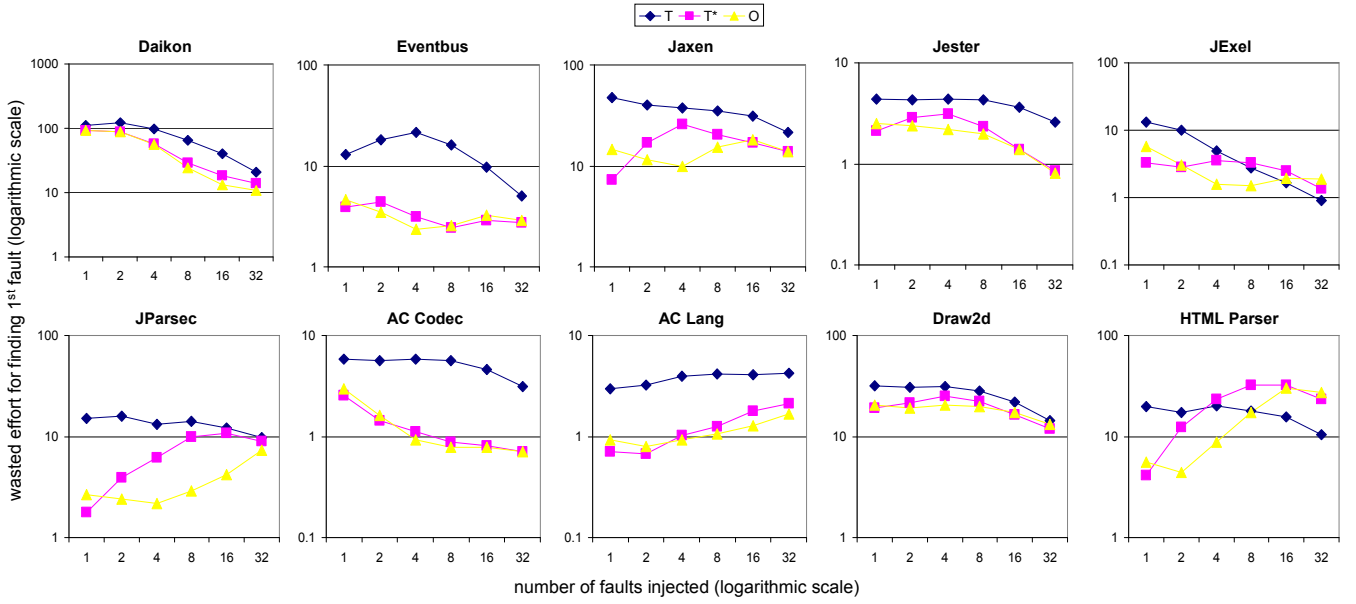 T T* O
Daikon Eventbus Jaxen Jester JExel
1000
100
10
1
1 2 4 8 16 32
100
10
1
1 2 4 8 16 32
100
10
1
1 2 4 8 16 32
10
1
0.1
1 2 4 8 16 32
100
10
1
0.1
1 2 4 8 16 32
wasted effort for finding 1st fault (logarithmic scale)
JParsec AC Codec AC Lang Draw2d HTML Parser
100
10
1
1 2 4 8 16 32
10
1
0.1
1 2 4 8 16 32
10
1
0.1
1 2 4 8 16 32
100
10
1
1 2 4 8 16 32
100
10
1
1 2 4 8 16 32
number of faults injected (logarithmic scale)